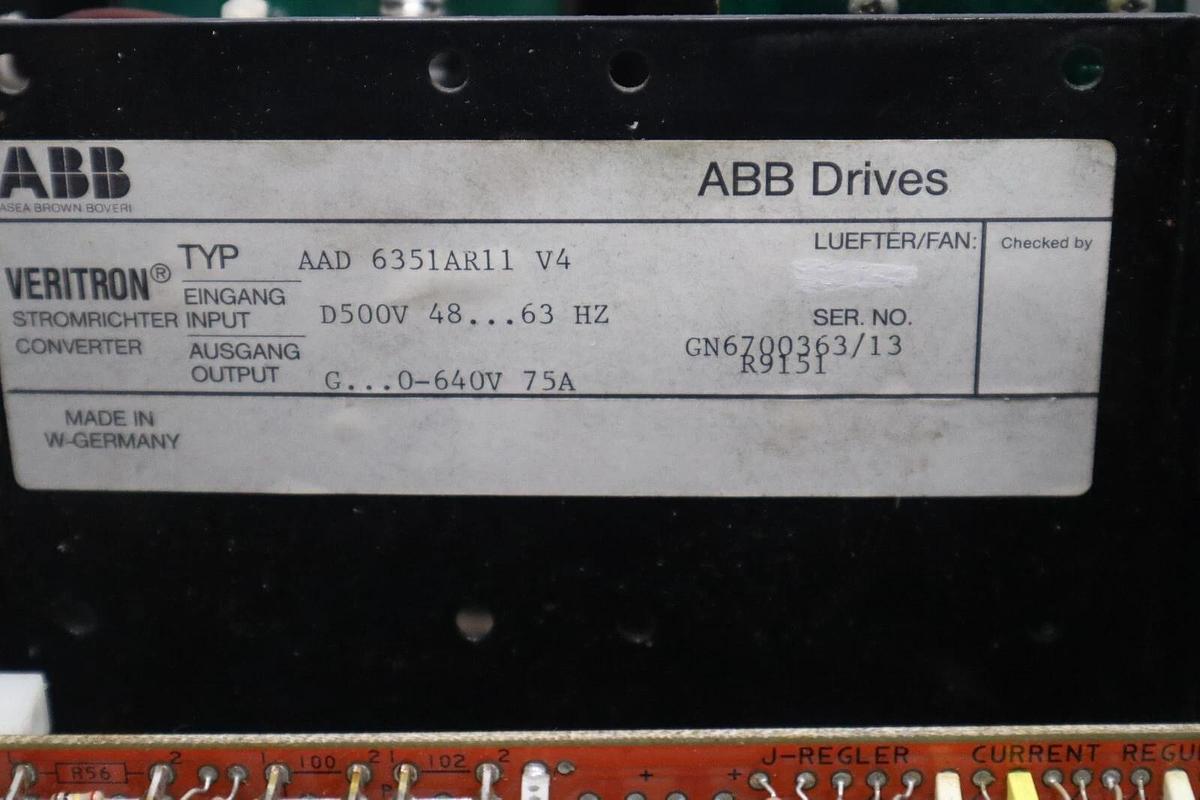 ABB
ASEA BROWN BOVERI
ABB Drives
VERITRON®
STROMRICHTER
CONVERTER
TYP AAD 6351AR11 V4
EINGANG
INPUT D500V 48...63 HZ
AUSGANG
OUTPUT G...0-640V 75A
LUEFTER/FAN:
SER. NO.
GN6700363/13
R9151
Checked by
MADE IN
W-GERMANY
R56 2 1 100 2 1 102 2
J-REGLER CURRENT REGU